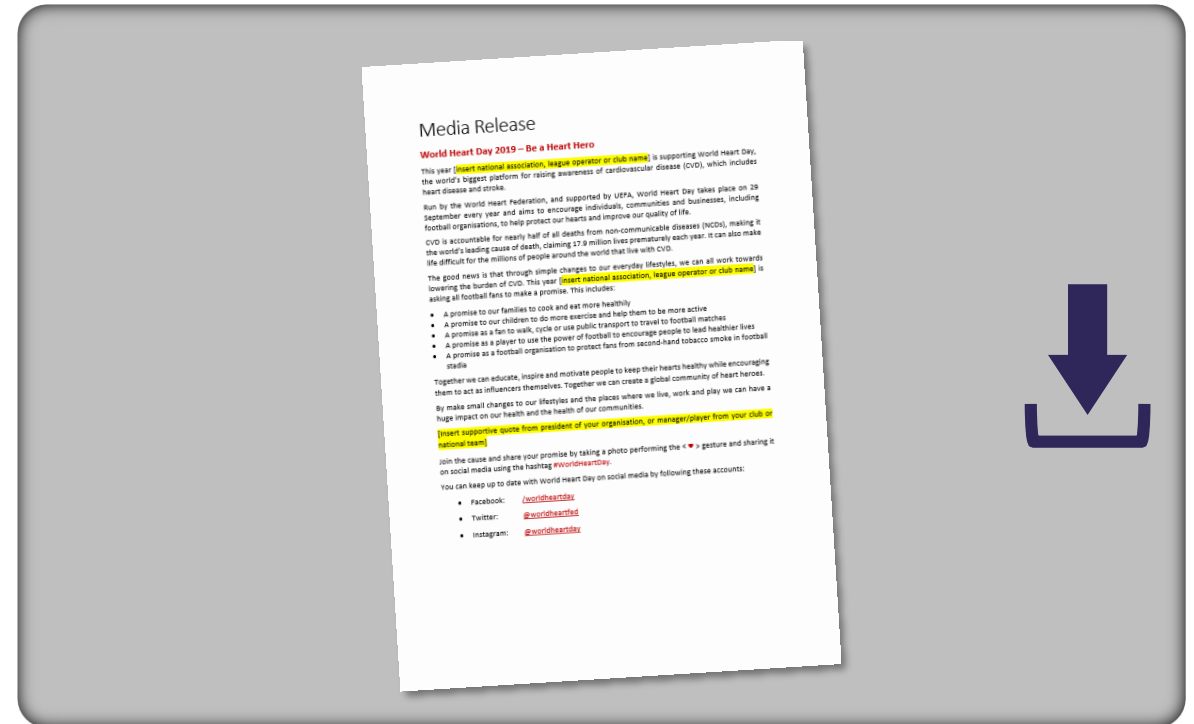 Media Release
World Heart Day 2019 – Be a Heart Hero
This year [insert national association, league operator or club name] is supporting World Heart Day,
the world's biggest platform for raising awareness of cardiovascular disease (CVD), which includes
heart disease and stroke.
Run by the World Heart Federation, and supported by UEFA, World Heart Day takes place on 29
September every year and aims to encourage individuals, communities and businesses, including
football organisations, to help protect our hearts and improve our quality of life.
CVD is accountable for nearly half of all deaths from non-communicable diseases (NCDs), making it
the world's leading cause of death, claiming 17.9 million lives prematurely each year. It can also make
life difficult for the millions of people around the world that live with CVD.
The good news is that through simple changes to our everyday lifestyles, we can all work towards
lowering the burden of CVD. This year [insert national association, league operator or club name] is
asking all football fans to make a promise. This includes:
• A promise to our families to cook and eat more healthily
• A promise to our children to do more exercise and help them to be more active
• A promise as a fan to walk, cycle or use public transport to travel to football matches
• A promise as a player to use the power of football to encourage people to lead healthier lives
• A promise as a football organisation to protect fans from second-hand tobacco smoke in football
stadia
Together we can educate, inspire and motivate people to keep their hearts healthy while encouraging
them to act as influencers themselves. Together we can create a global community of heart heroes.
By make small changes to our lifestyles and the places where we live, work and play we can have a
huge impact on our health and the health of our communities.
[Insert supportive quote from president of your organisation, or manager/player from your club or
national team]
Join the cause and share your promise by taking a photo performing the < ♥ > gesture and sharing it
on social media using the hashtag #WorldHeartDay.
You can keep up to date with World Heart Day on social media by following these accounts:
• Facebook: /worldheartday
• Twitter: @worldheartfed
• Instagram: @worldheartday